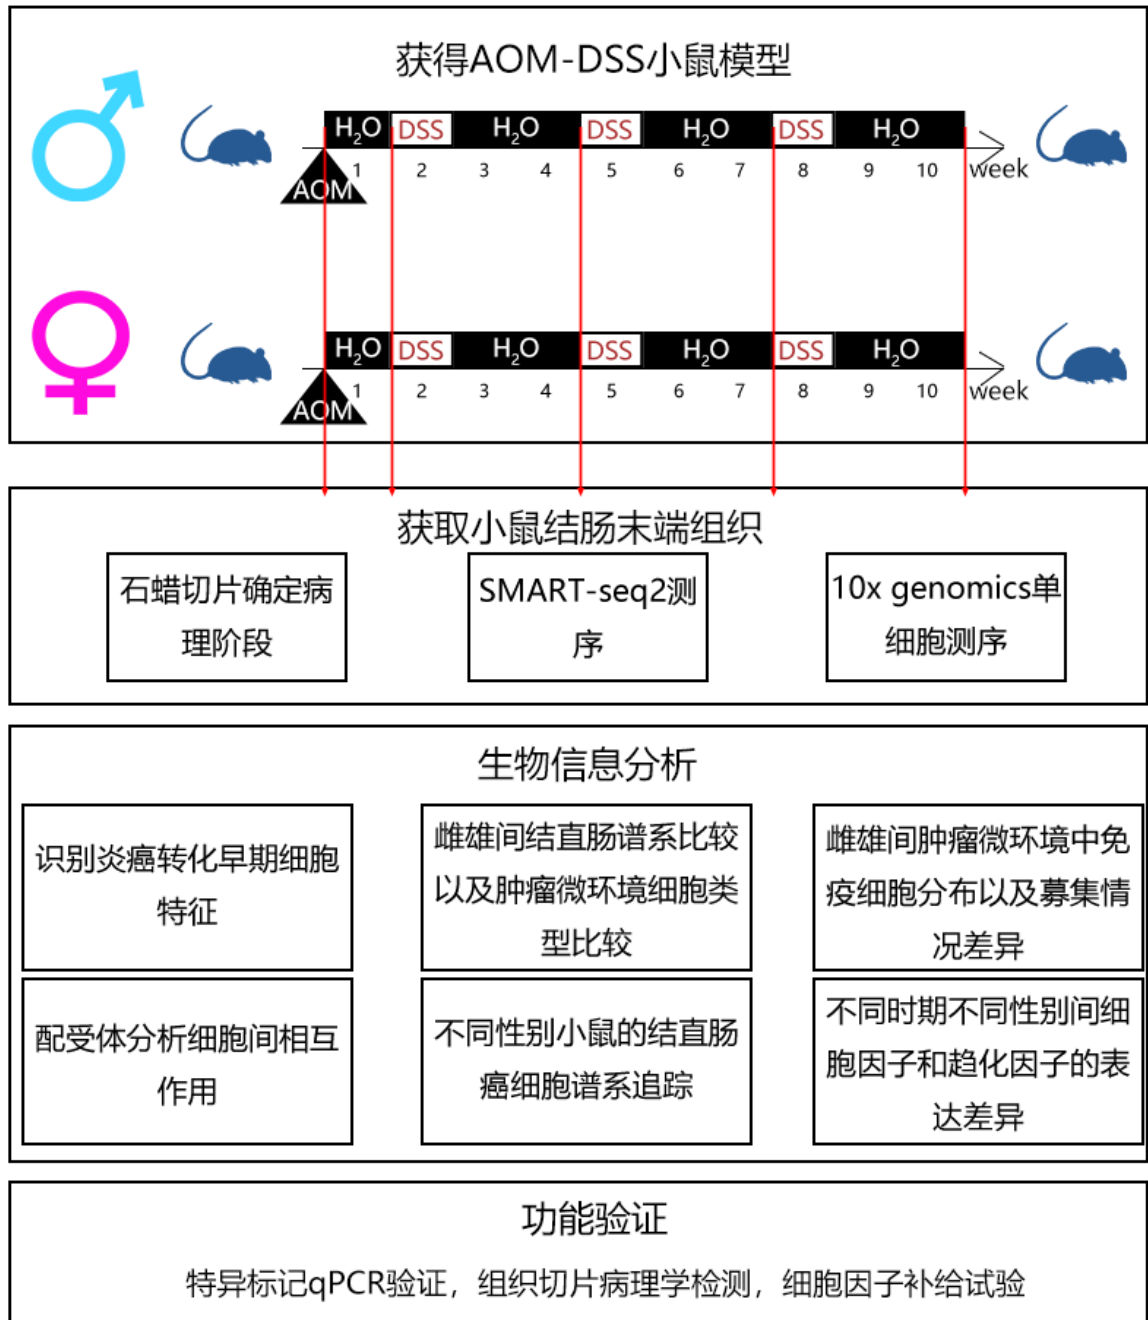 获得AOM-DSS小鼠模型
H₂O DSS H₂O DSS H₂O DSS H₂O
1 2 3 4 5 6 7 8 9 10 week
AOM
H₂O DSS H₂O DSS H₂O DSS H₂O
1 2 3 4 5 6 7 8 9 10 week
AOM
获取小鼠结肠末端组织
石蜡切片确定病
理阶段
SMART-seq2测
序
10x genomics单
细胞测序
生物信息分析
识别炎癌转化早期细胞
特征
雌雄间结直肠谱系比较
以及肿瘤微环境细胞类
型比较
雌雄间肿瘤微环境中免
疫细胞分布以及募集情
况差异
配受体分析细胞间相互
作用
不同性别小鼠的结直肠
癌细胞谱系追踪
不同时期不同性别间细
胞因子和趋化因子的表
达差异
功能验证
特异标记qPCR验证，组织切片病理学检测，细胞因子补给试验